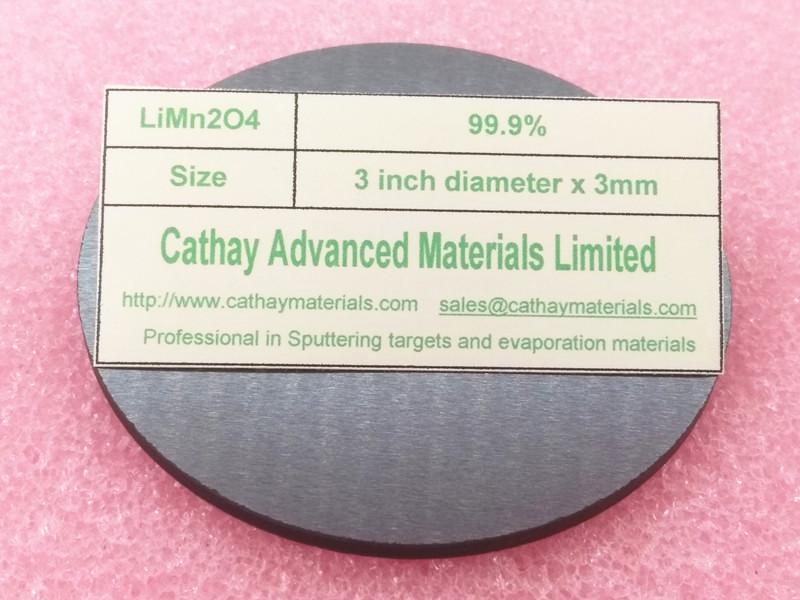 LiMn2O4 99.9%
Size 3 inch diameter x 3mm
Cathay Advanced Materials Limited
http://www.cathaymaterials.com sales@cathaymaterials.com
Professional in Sputtering targets and evaporation materials